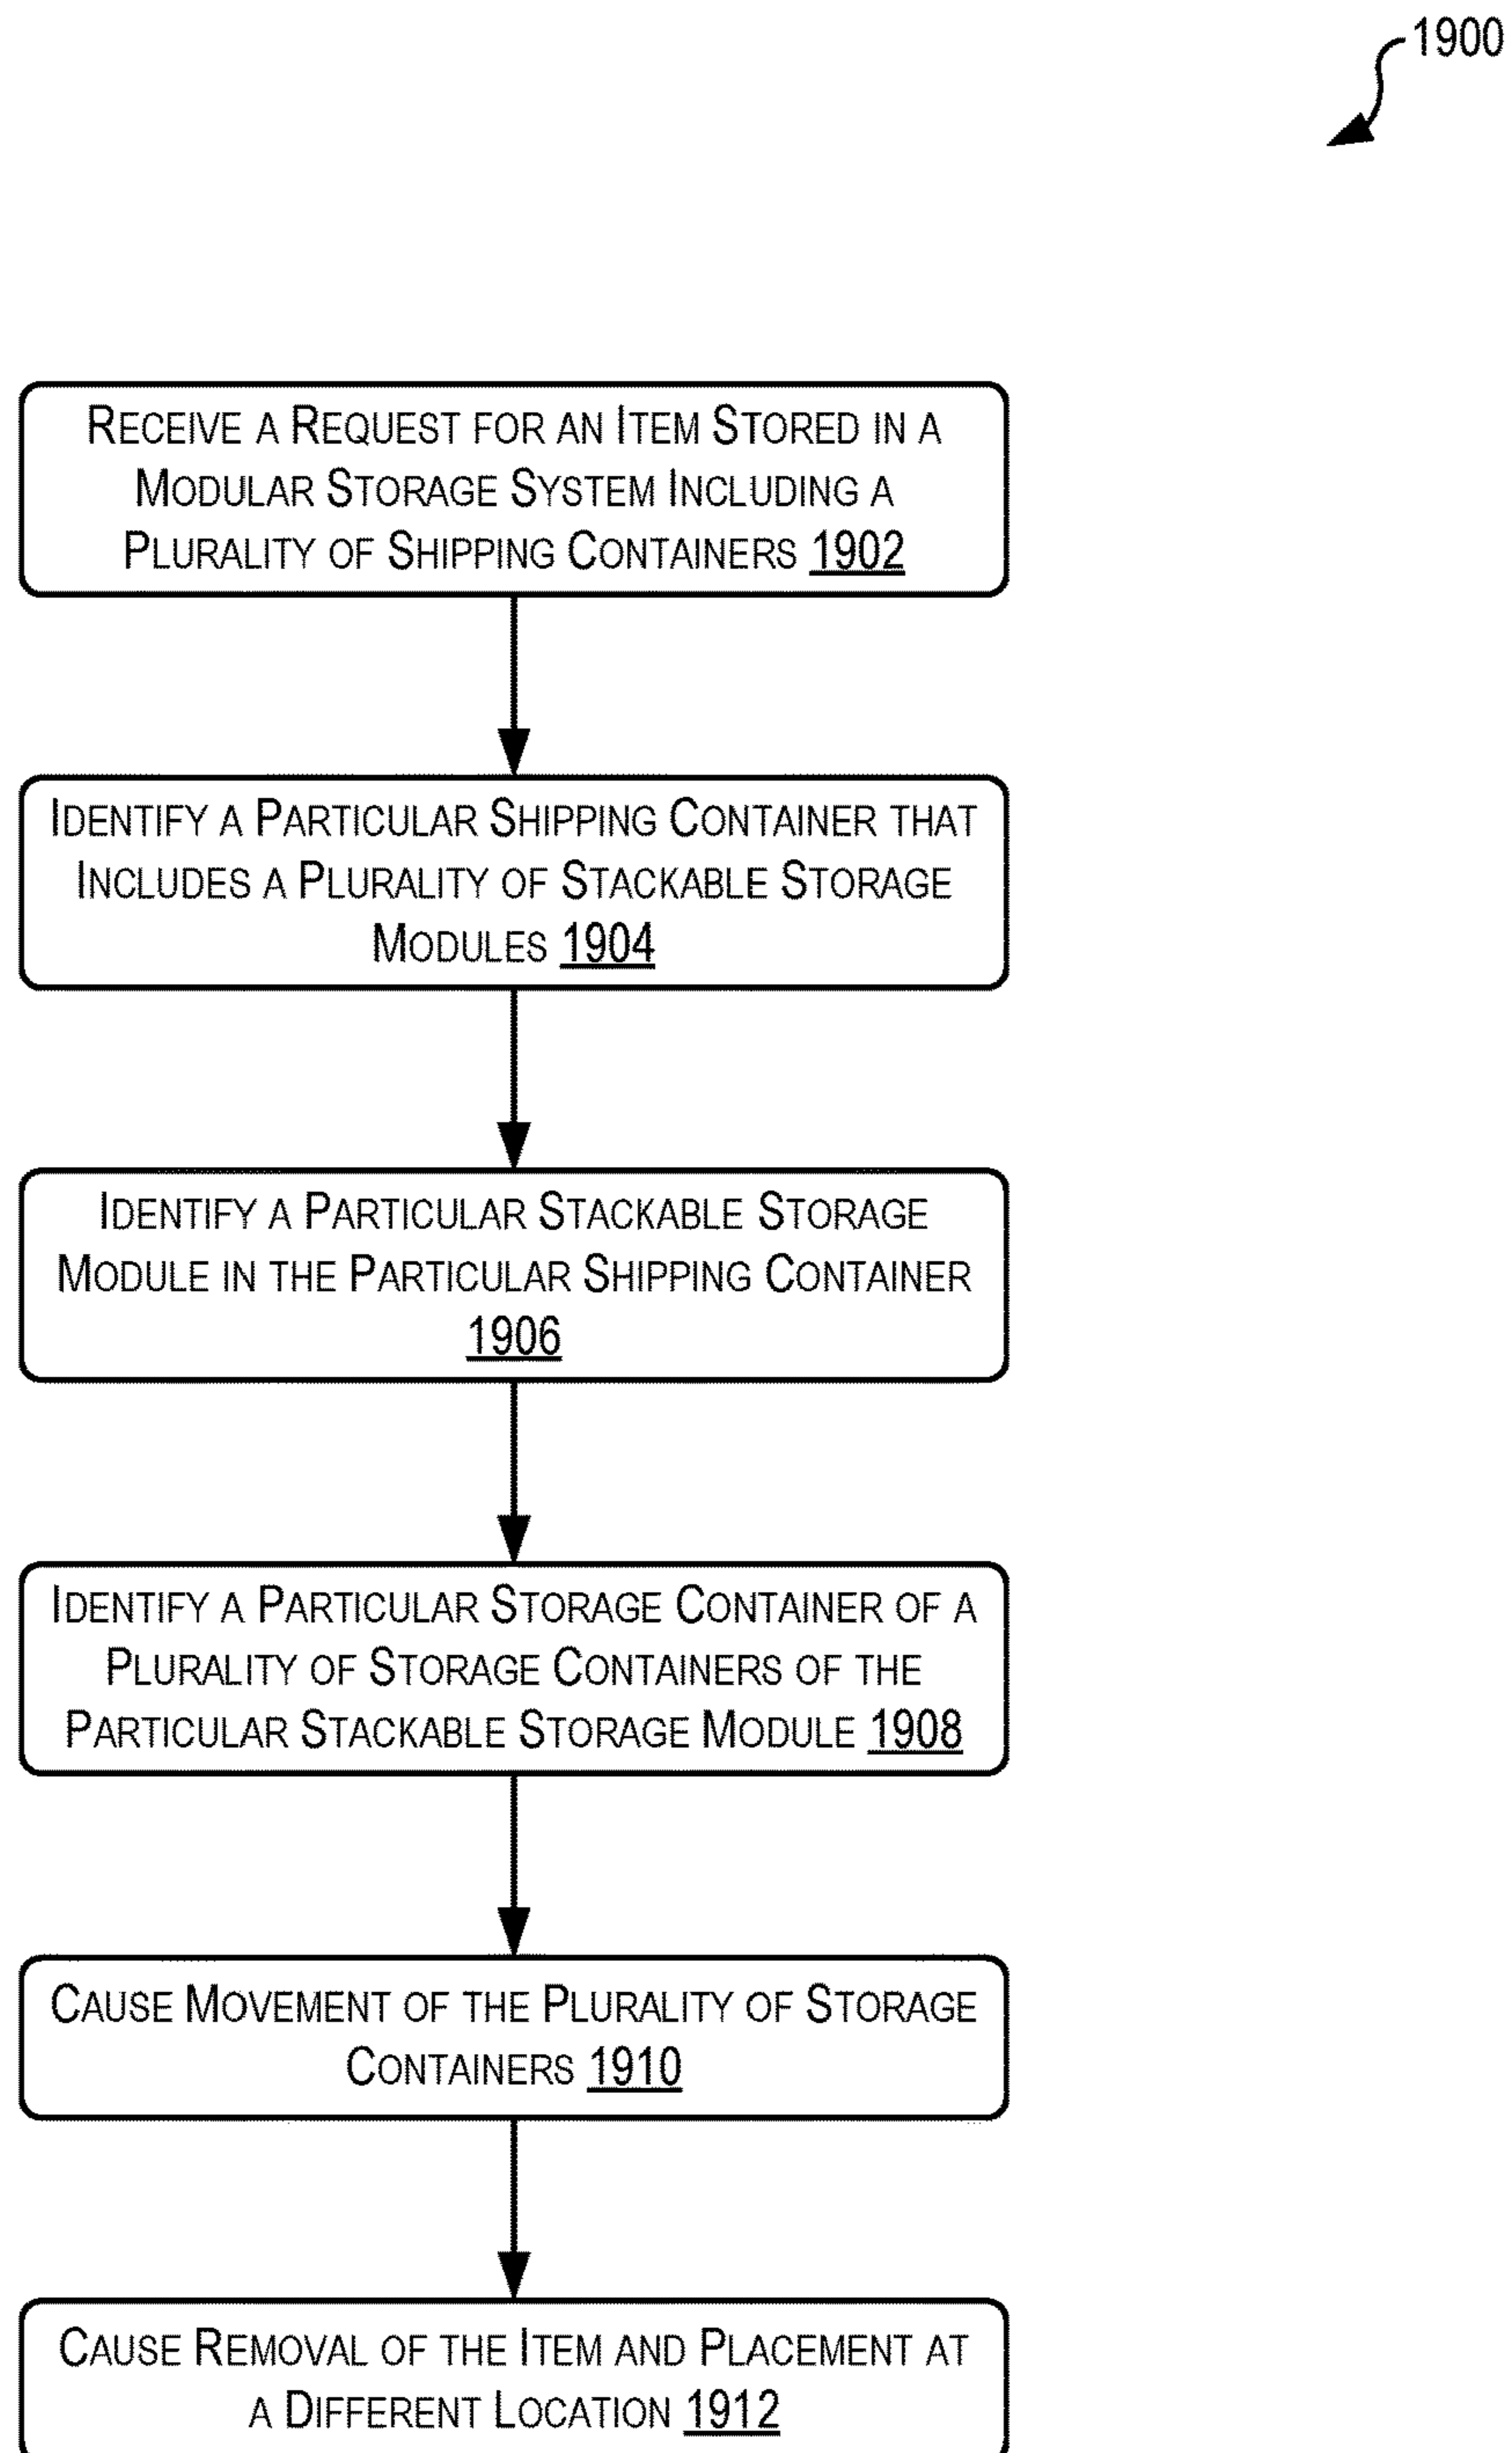 1900
RECEIVE A REQUEST FOR AN ITEM STORED IN A
MODULAR STORAGE SYSTEM INCLUDING A
PLURALITY OF SHIPPING CONTAINERS 1902
IDENTIFY A PARTICULAR SHIPPING CONTAINER THAT
INCLUDES A PLURALITY OF STACKABLE STORAGE
MODULES 1904
IDENTIFY A PARTICULAR STACKABLE STORAGE
MODULE IN THE PARTICULAR SHIPPING CONTAINER
1906
IDENTIFY A PARTICULAR STORAGE CONTAINER OF A
PLURALITY OF STORAGE CONTAINERS OF THE
PARTICULAR STACKABLE STORAGE MODULE 1908
CAUSE MOVEMENT OF THE PLURALITY OF STORAGE
CONTAINERS 1910
CAUSE REMOVAL OF THE ITEM AND PLACEMENT AT
A DIFFERENT LOCATION 1912